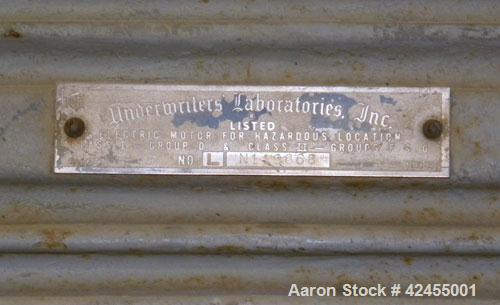 Underwriters Laboratories, Inc.
LISTED
ELECTRIC MOTOR FOR HAZARDOUS LOCATION
GROUP D & CLASS II - GROUP
NO L
Aaron Stock # 42455001